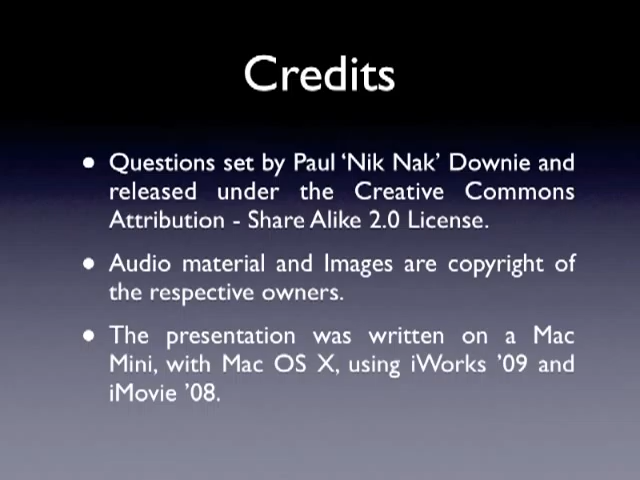 Credits
• Questions set by Paul ‘Nik Nak’ Downie and
released under the Creative Commons
Attribution - Share Alike 2.0 License.
• Audio material and Images are copyright of
the respective owners.
• The presentation was written on a Mac
Mini, with Mac OS X, using iWorks ’09 and
iMovie ’08.